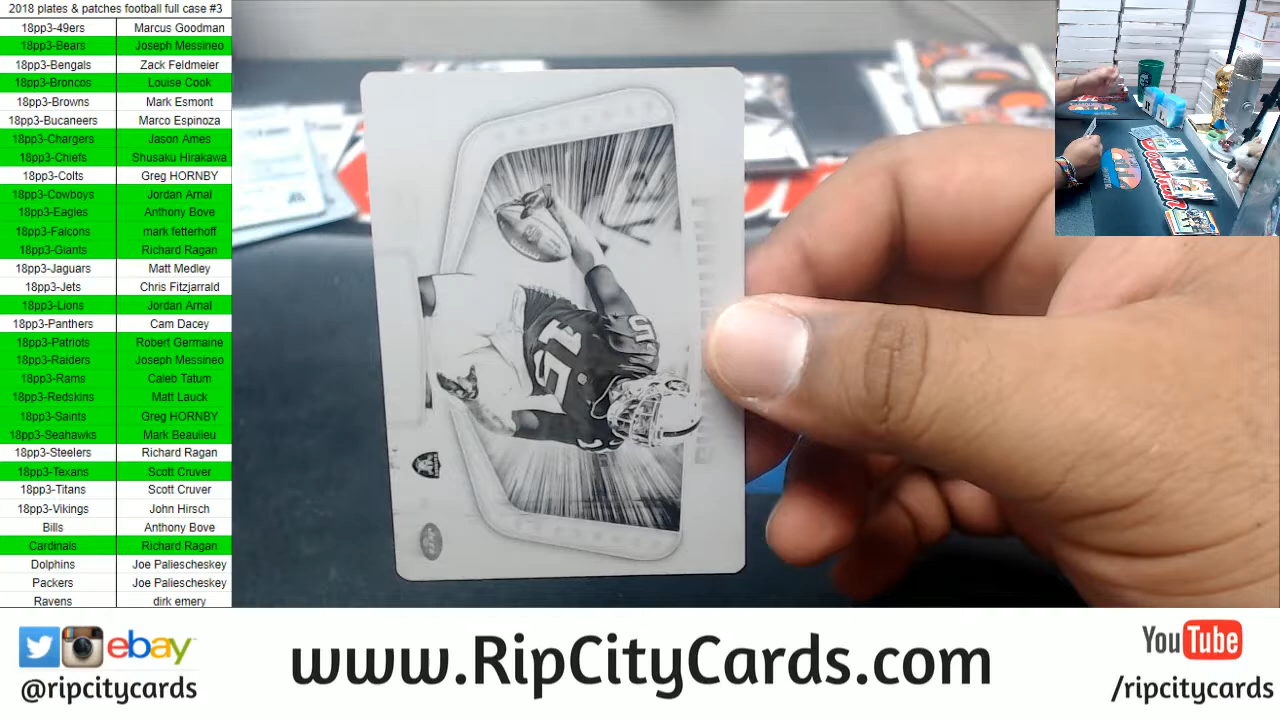 2018 plates & patches football full case #3
18pp3-49ers Marcus Goodman
18pp3-Bears Joseph Messineo
18pp3-Bengals Zack Feldmeier
18pp3-Broncos Louise Cook
18pp3-Browns Mark Esmont
18pp3-Bucaneers Marco Espinoza
18pp3-Chargers Jason Ames
18pp3-Chiefs Shusaku Hirakawa
18pp3-Colts Greg HORNBY
18pp3-Cowboys Jordan Arnal
18pp3-Eagles Anthony Bove
18pp3-Falcons mark fetterhoff
18pp3-Giants Richard Ragan
18pp3-Jaguars Matt Medley
18pp3-Jets Chris Fitzjarrald
18pp3-Lions Jordan Arnal
18pp3-Panthers Cam Dacey
18pp3-Patriots Robert Germaine
18pp3-Raiders Joseph Messineo
18pp3-Rams Caleb Tatum
18pp3-Redskins Matt Lauck
18pp3-Saints Greg HORNBY
18pp3-Seahawks Mark Beaulieu
18pp3-Steelers Richard Ragan
18pp3-Texans Scott Cruver
18pp3-Titans Scott Cruver
18pp3-Vikings John Hirsch
Bills Anthony Bove
Cardinals Richard Ragan
Dolphins Joe Paliescheskey
Packers Joe Paliescheskey
Ravens dirk emery
15
ebay
@ripcitycards
www.RipCityCards.com
YouTube
/ripcitycards